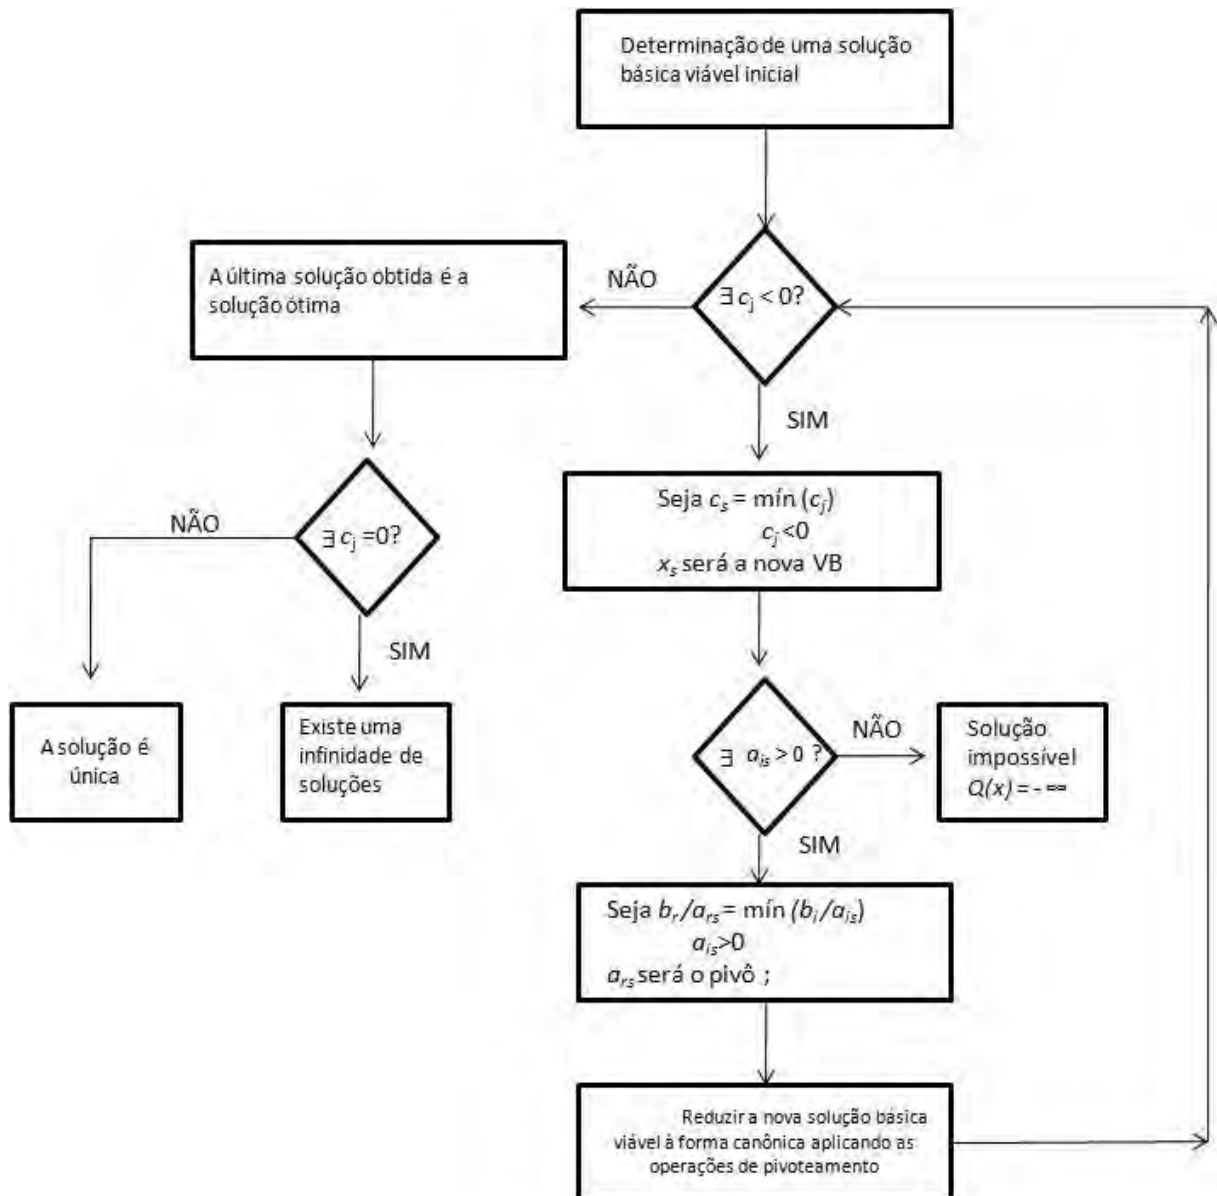 Determinação de uma solução
básica viável inicial
A última solução obtida é a
solução ótima
NÃO
∃ cj < 0?
SIM
Seja cs = mín (cj)
cj<0
xs será a nova VB
NÃO
∃ cj =0?
SIM
A solução é
única
Existe uma
infinidade de
soluções
∃ ais > 0 ?
NÃO
Solução
impossível
Q(x) = - ∞
SIM
Seja br/ars = mín (bi/ais)
ais>0
ars será o pivô ;
Reduzir a nova solução básica
viável à forma canônica aplicando as
operações de pivoteamento